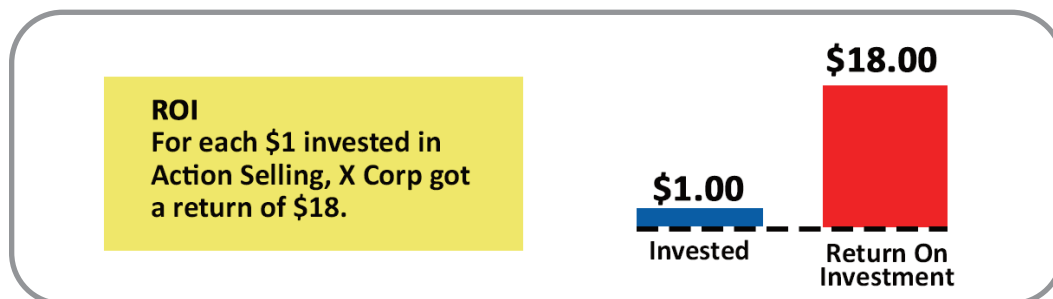 ROI
For each $1 invested in
Action Selling, X Corp got
a return of $18.
$18.00
$1.00
Invested
Return On
Investment